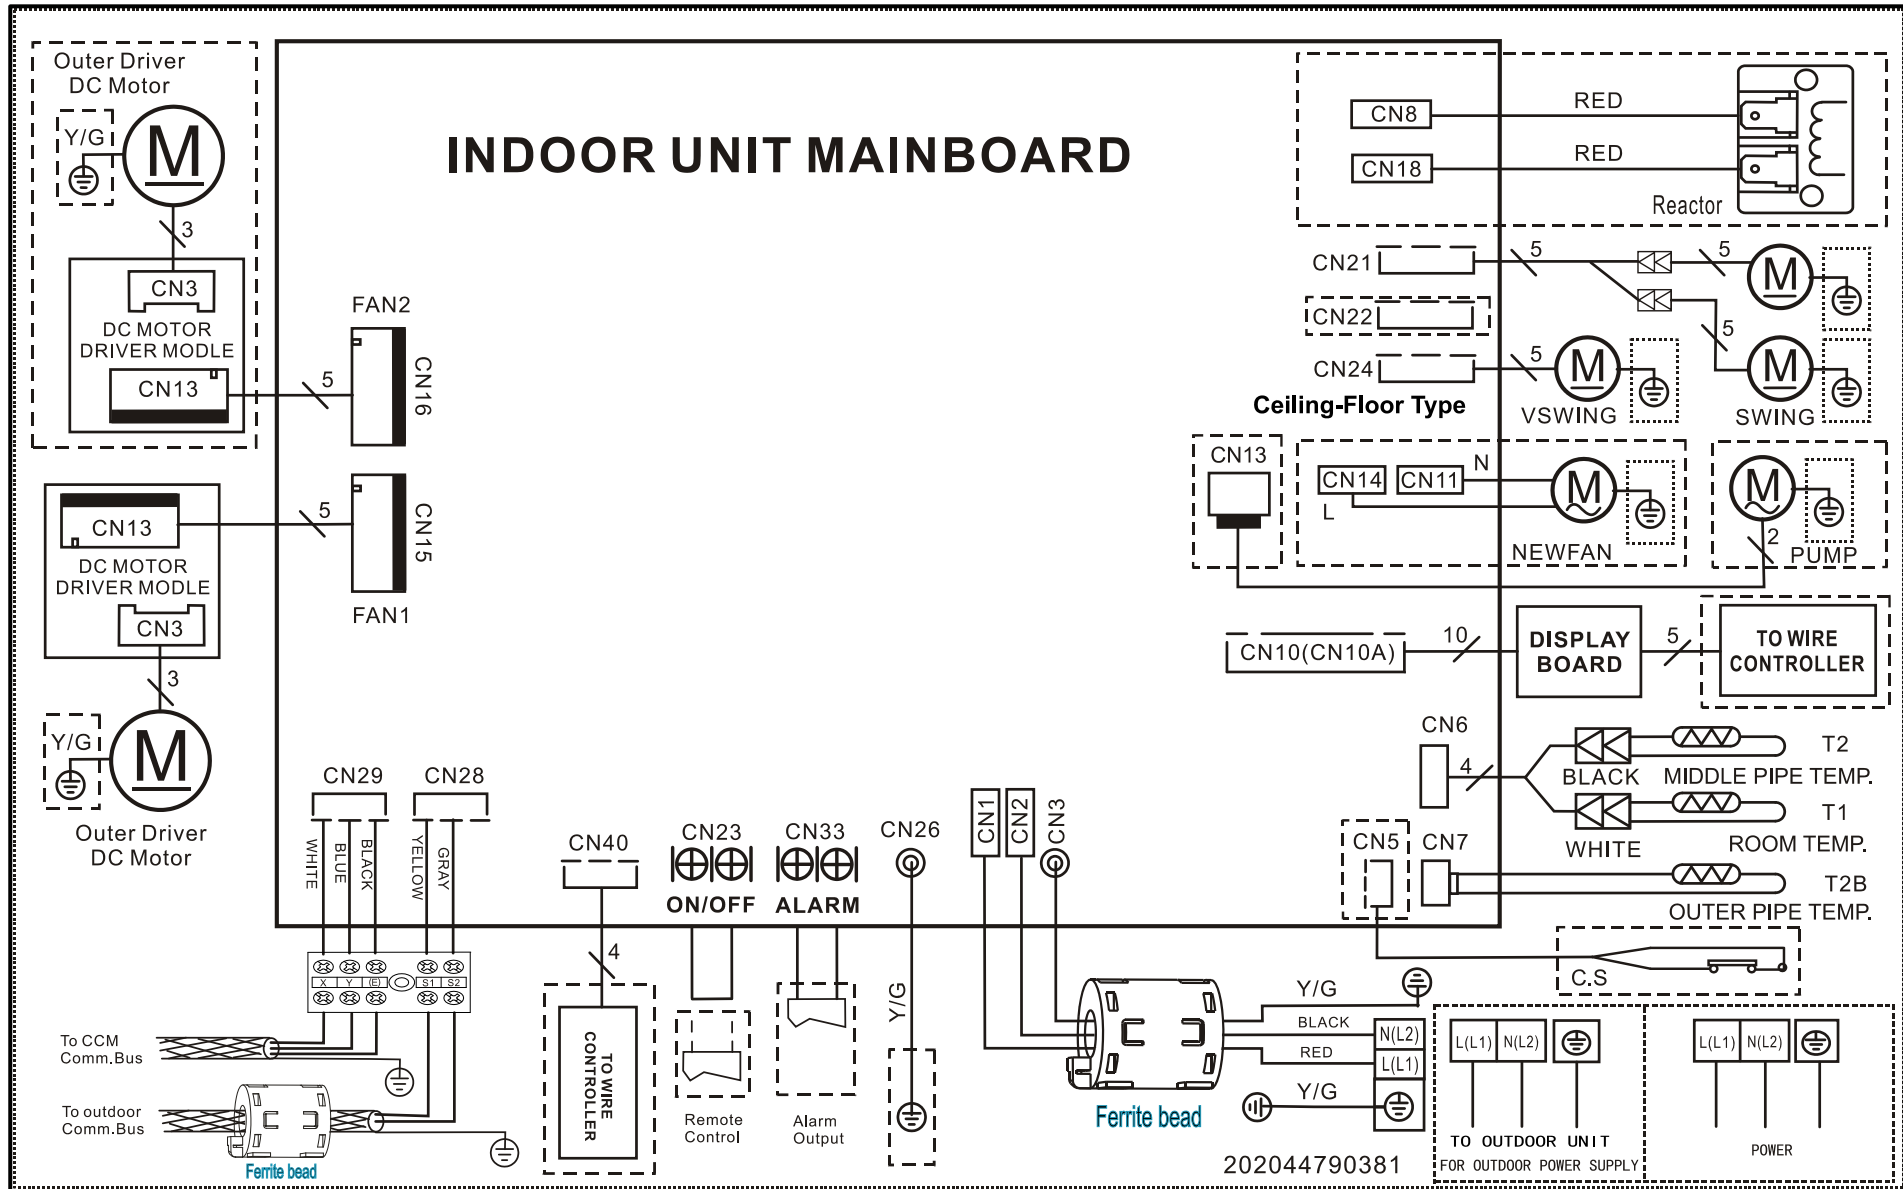 Outer Driver
DC Motor
Y/G
M
3
CN3
DC MOTOR
DRIVER MODLE
CN13
5
FAN2
CN16
INDOOR UNIT MAINBOARD
CN8
RED
CN18
RED
Reactor
CN21
5
5
M
CN22
5
CN24
5
M
M
Ceiling-Floor Type
VSWING
SWING
CN13
DC MOTOR
DRIVER MODLE
CN3
5
CN15
FAN1
3
Y/G
M
Outer Driver
DC Motor
CN13
CN14
CN11
N
L
M
NEWFAN
M
2
PUMP
CN10(CN10A)
10
DISPLAY
BOARD
5
TO WIRE
CONTROLLER
CN6
4
BLACK
T2
MIDDLE PIPE TEMP.
WHITE
T1
ROOM TEMP.
CN5
CN7
T2B
OUTER PIPE TEMP.
C.S
CN29
CN28
WHITE
BLUE
BLACK
YELLOW
GRAY
X
Y
(E)
S1
S2
To CCM
Comm.Bus
To outdoor
Comm.Bus
Ferrite bead
CN40
4
TO WIRE
CONTROLLER
CN23
ON/OFF
Remote
Control
CN33
ALARM
Alarm
Output
CN26
Y/G
CN1
CN2
CN3
Ferrite bead
Y/G
BLACK
RED
Y/G
N(L2)
L(L1)
202044790381
L(L1)
N(L2)
TO OUTDOOR UNIT
FOR OUTDOOR POWER SUPPLY
L(L1)
N(L2)
POWER